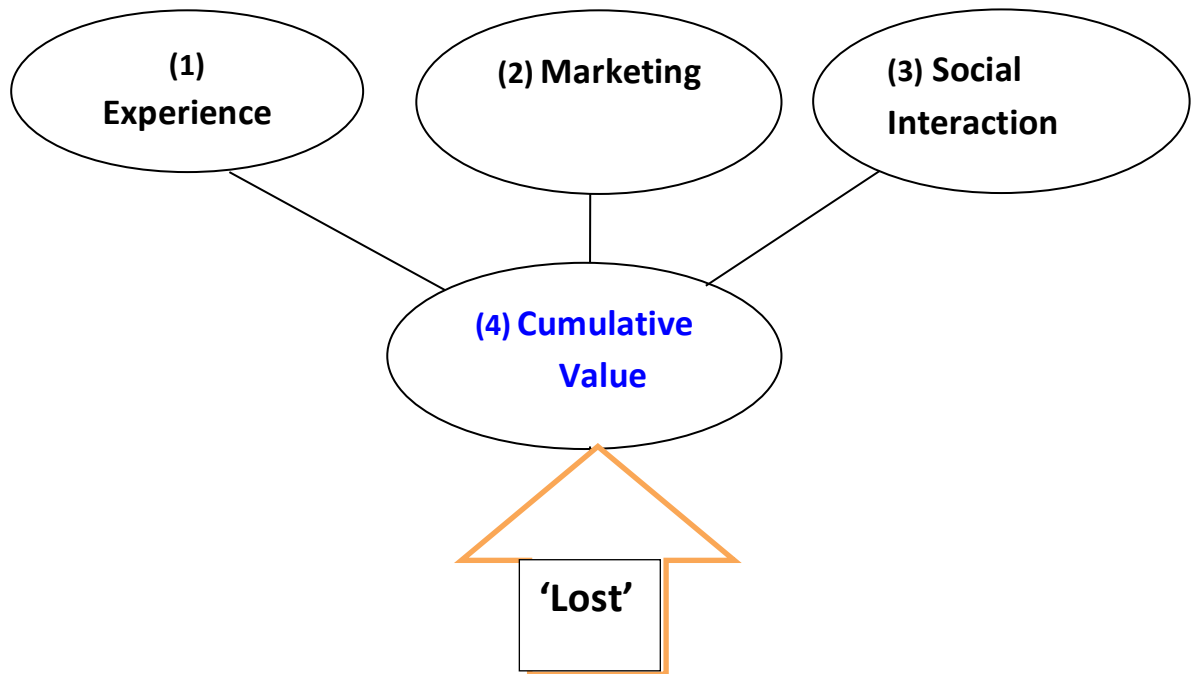 (1)
Experience
(2) Marketing
(3) Social
Interaction
(4) Cumulative
Value
‘Lost’